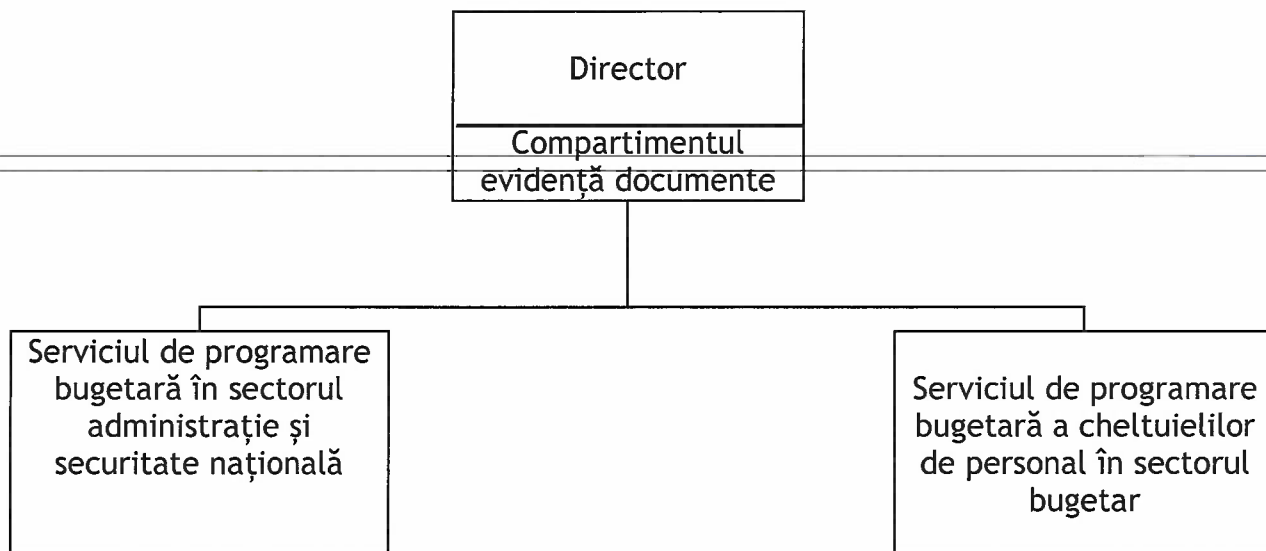 Director
Compartimentul
evidență documente
Serviciul de programare
bugetară în sectorul
administrație și
securitate națională
Serviciul de programare
bugetară a cheltuielilor
de personal în sectorul
bugetar